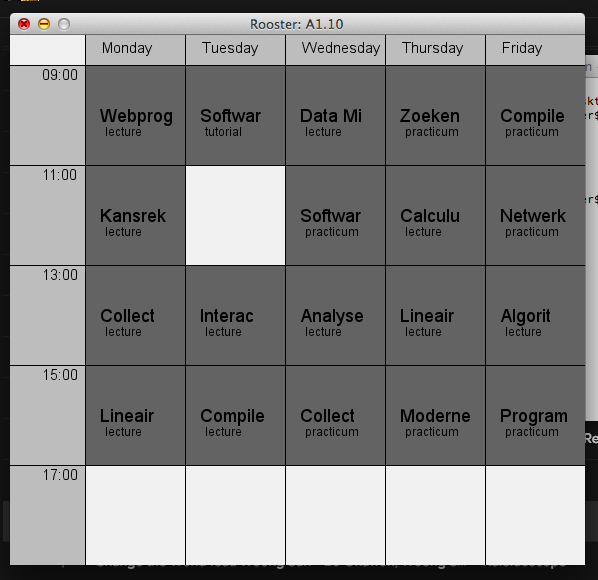 Rooster: A1.10
Monday Tuesday Wednesday Thursday Friday
09:00
Webprog Softwar Data Mi Zoeken Compile
lecture tutorial lecture practicum practicum
11:00
Kansrek Softwar Calculu Netwerk
lecture practicum lecture practicum
13:00
Collect Interac Analyse Lineair Algorit
lecture lecture lecture lecture lecture
15:00
Lineair Compile Collect Moderne Program
lecture lecture practicum practicum practicum
17:00